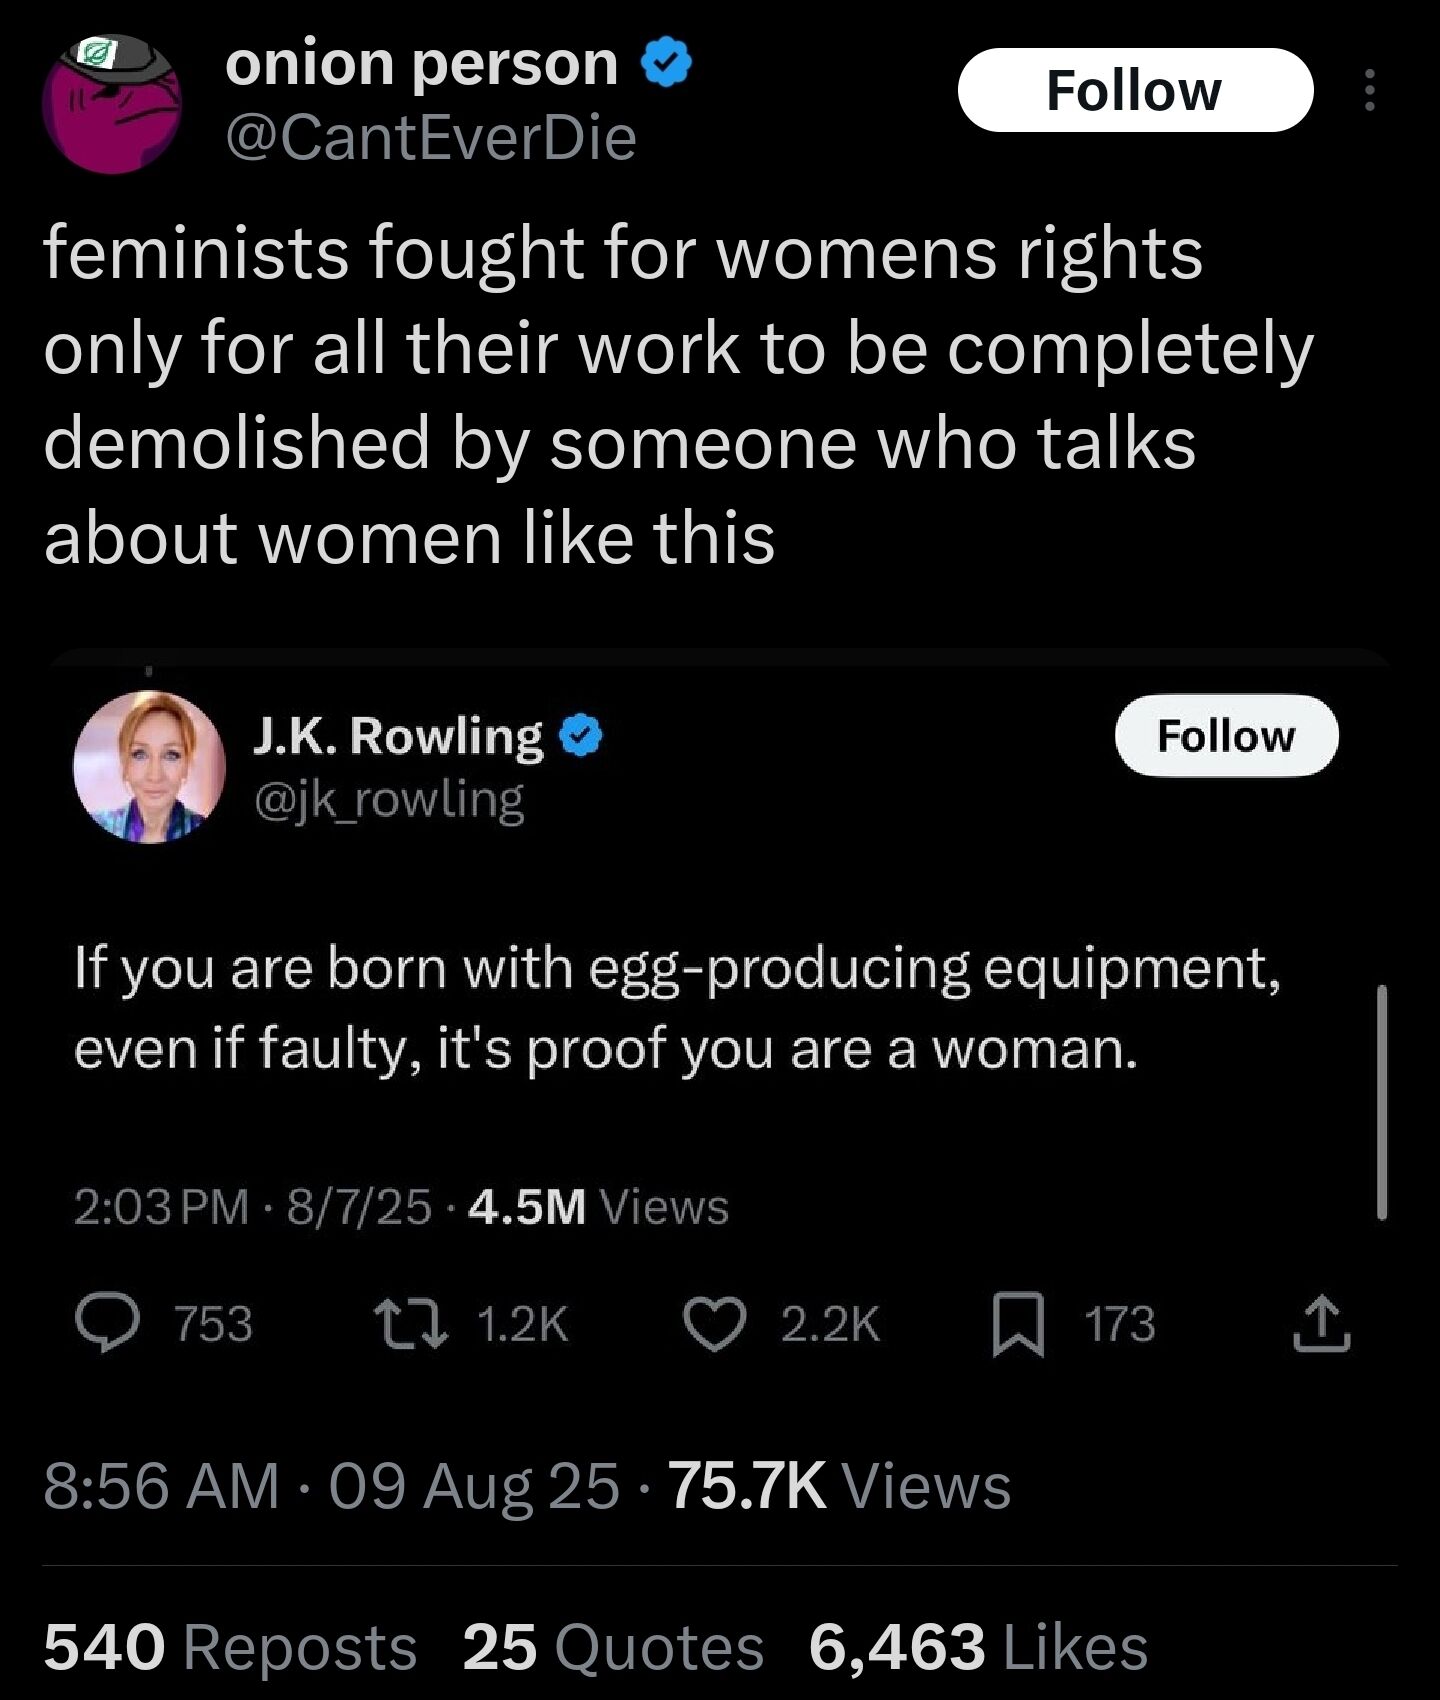 onion person
@CantEverDie
Follow
feminists fought for womens rights
only for all their work to be completely
demolished by someone who talks
about women like this
J.K. Rowling
@jk_rowling
Follow
If you are born with egg-producing equipment,
even if faulty, it's proof you are a woman.
2:03 PM · 8/7/25 · 4.5M Views
753 1.2K 2.2K 173
8:56 AM · 09 Aug 25 · 75.7K Views
540 Reposts 25 Quotes 6,463 Likes